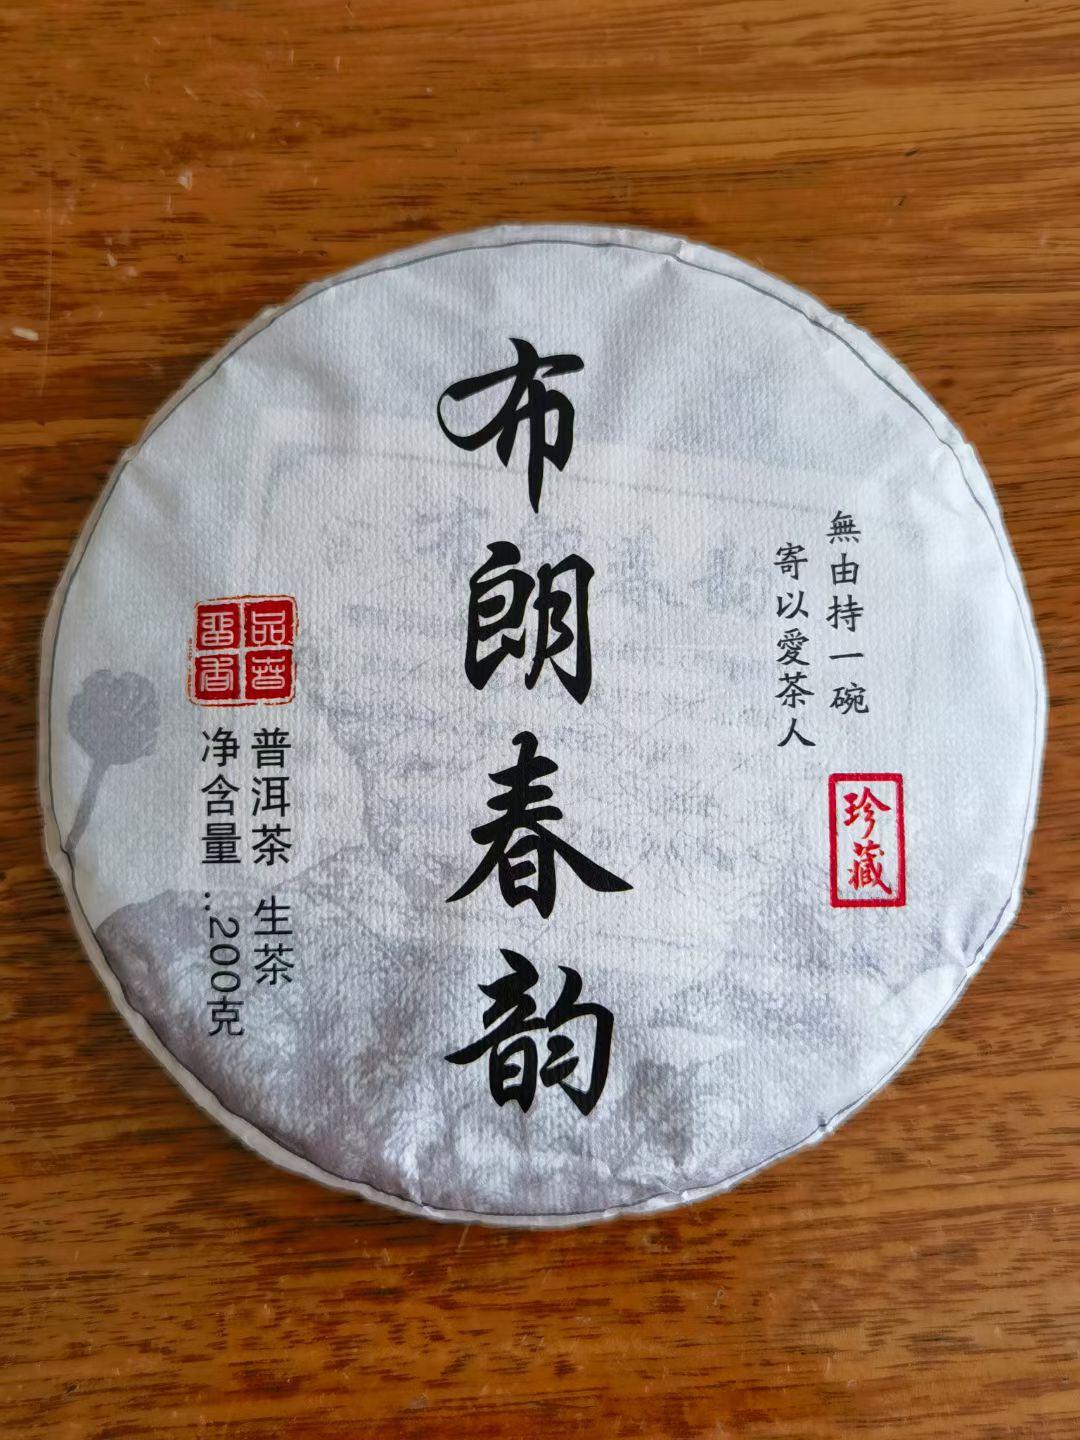 無由持一碗
寄以愛茶人
珍藏
布朗春韵
普洱茶 生茶
净含量：200克